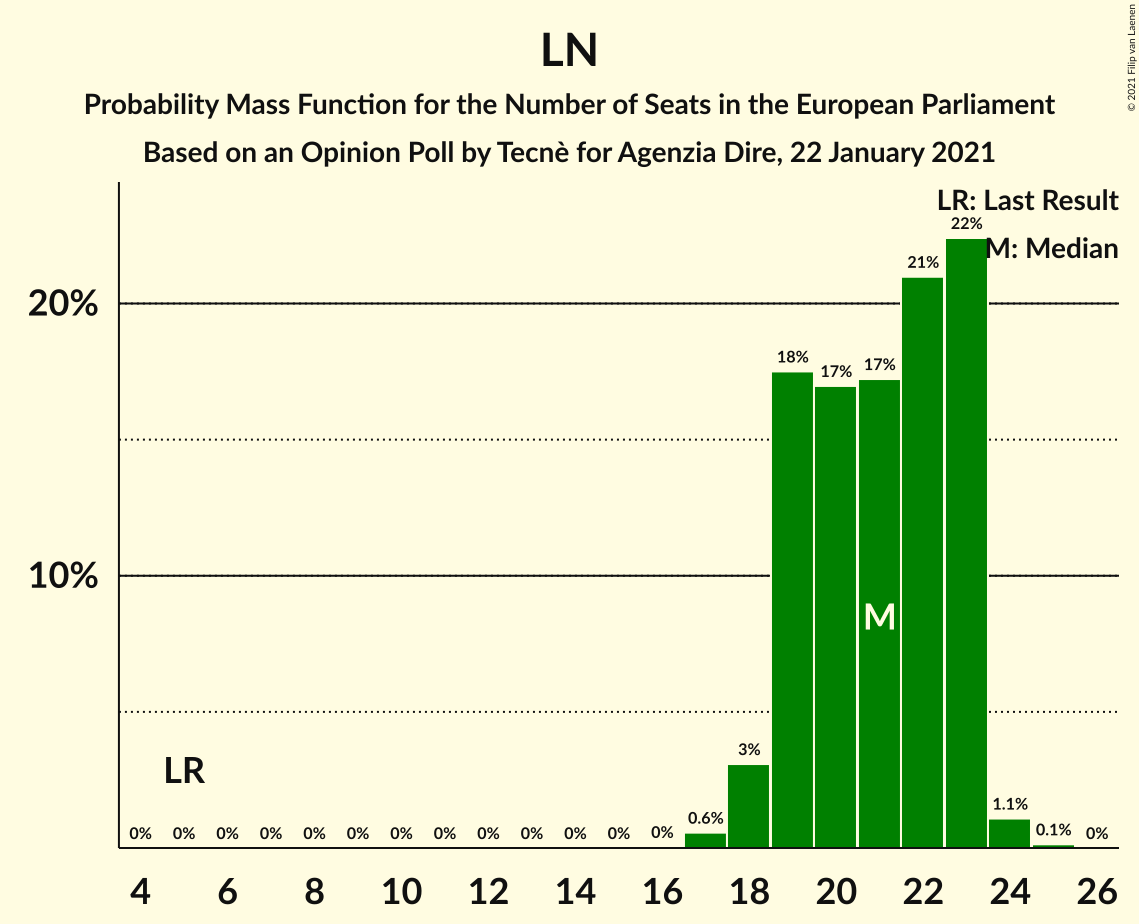 LN
Probability Mass Function for the Number of Seats in the European Parliament
Based on an Opinion Poll by Tecnè for Agenzia Dire, 22 January 2021
© 2021 Filip van Laenen
LR: Last Result
M: Median
20%
10%
LR
M
0% 0% 0% 0% 0% 0% 0% 0% 0% 0% 0% 0% 0% 0.6% 3% 18% 17% 17% 21% 22% 1.1% 0.1% 0%
4 6 8 10 12 14 16 18 20 22 24 26